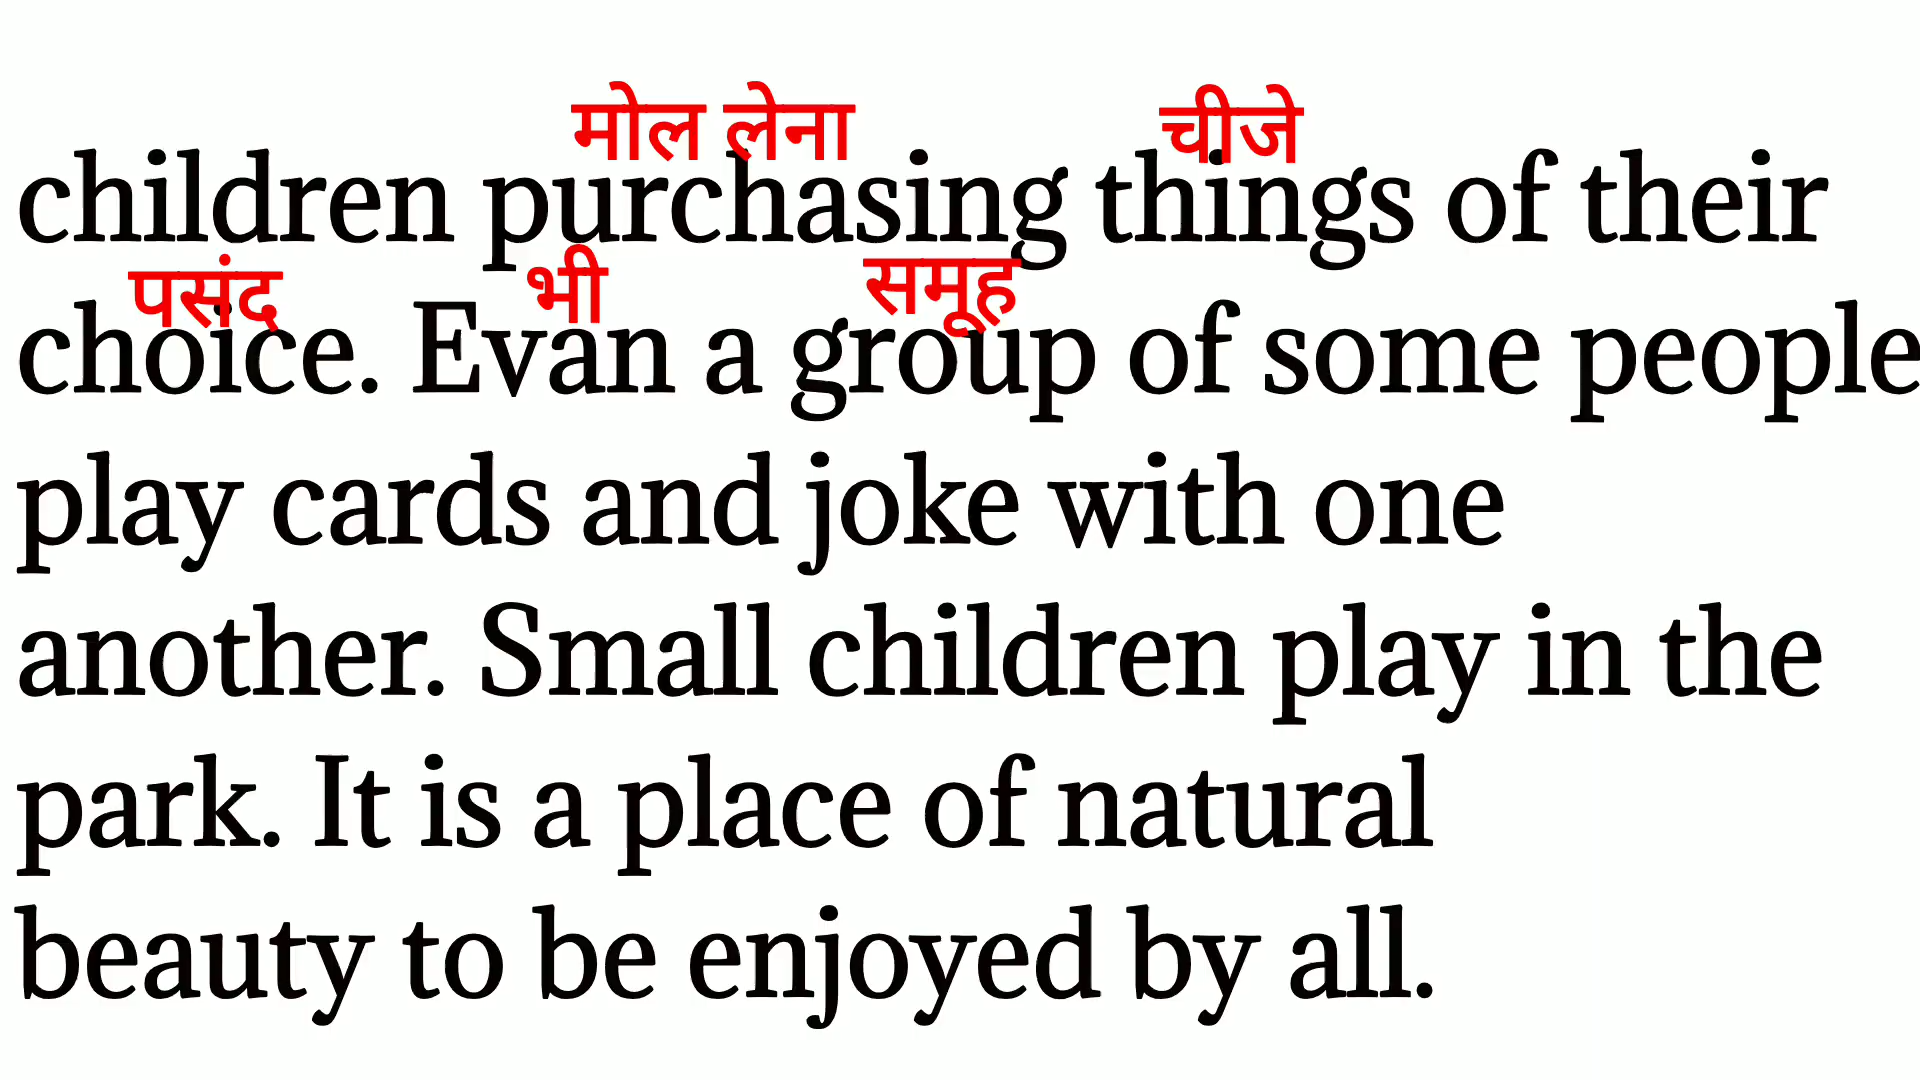 मोल लेना चीजे
children purchasing things of their
पसंद भी समूह
choice. Evan a group of some people
play cards and joke with one
another. Small children play in the
park. It is a place of natural
beauty to be enjoyed by all.